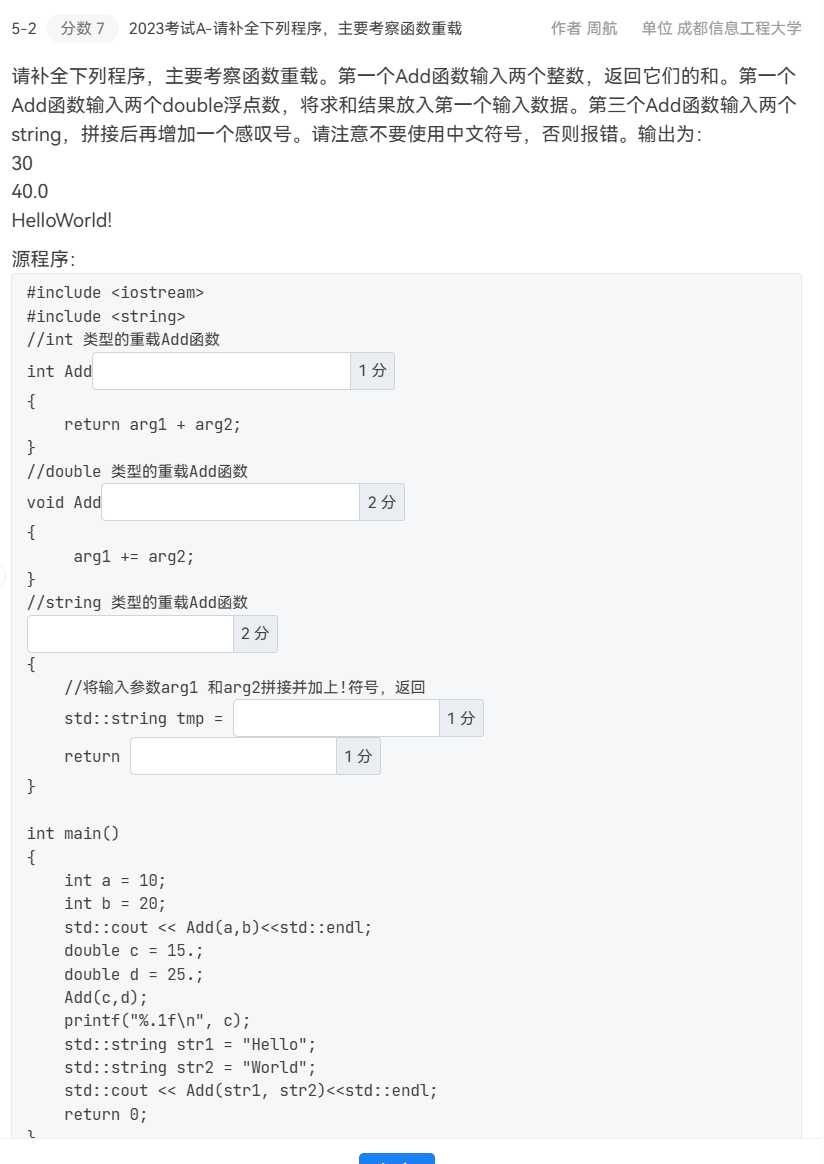 5-2 分数 7 2023考试A-请补全下列程序，主要考察函数重载 作者 周航 单位 成都信息工程大学
请补全下列程序，主要考察函数重载。第一个Add函数输入两个整数，返回它们的和。第一个
Add函数输入两个double浮点数，将求和结果放入第一个输入数据。第三个Add函数输入两个
string，拼接后再增加一个感叹号。请注意不要使用中文符号，否则报错。输出为：
30
40.0
HelloWorld!
源程序：
#include <iostream>
#include <string>
//int 类型的重载Add函数
int Add 1 分
{
return arg1 + arg2;
}
//double 类型的重载Add函数
void Add 2 分
{
arg1 += arg2;
}
//string 类型的重载Add函数
2 分
{
//将输入参数arg1 和arg2拼接并加上!符号，返回
std::string tmp = 1 分
return 1 分
}
int main()
{
int a = 10;
int b = 20;
std::cout << Add(a,b)<<std::endl;
double c = 15.;
double d = 25.;
Add(c,d);
printf("%.1f\n", c);
std::string str1 = "Hello";
std::string str2 = "World";
std::cout << Add(str1, str2)<<std::endl;
return 0;
}